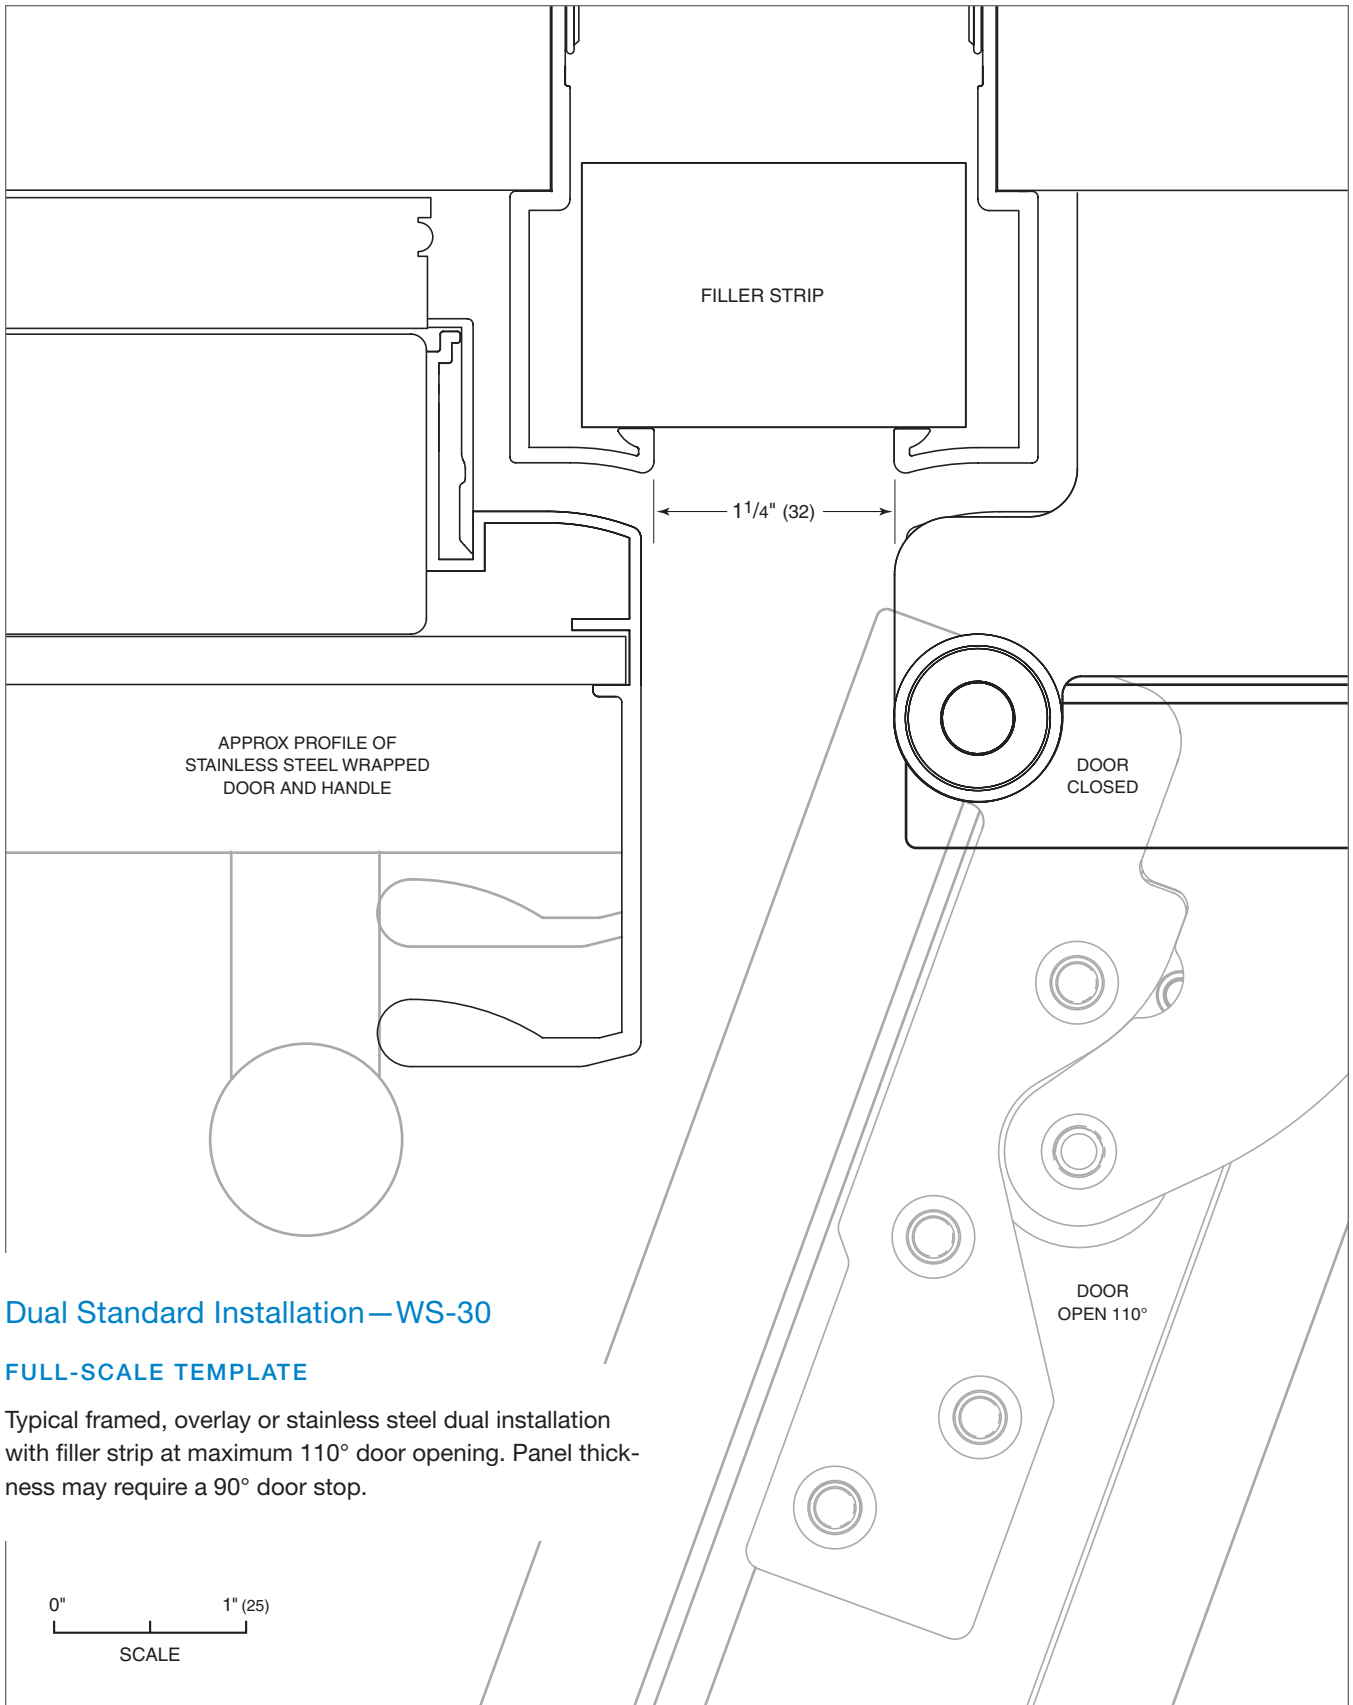 FILLER STRIP
1 1/4" (32)
APPROX PROFILE OF
STAINLESS STEEL WRAPPED
DOOR AND HANDLE
DOOR
CLOSED
DOOR
OPEN 110°
Dual Standard Installation—WS-30
FULL-SCALE TEMPLATE
Typical framed, overlay or stainless steel dual installation
with filler strip at maximum 110° door opening. Panel thick-
ness may require a 90° door stop.
0" 1" (25)
SCALE